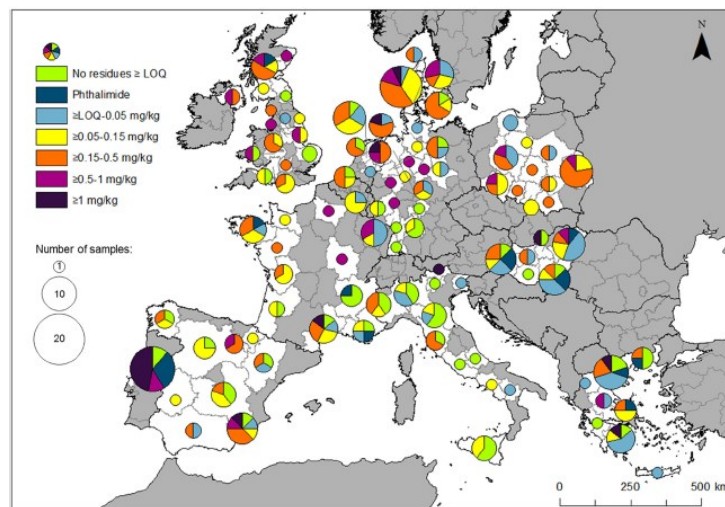 N
No residues ≥ LOQ
Phthalimide
≥LOQ-0.05 mg/kg
≥0.05-0.15 mg/kg
≥0.15-0.5 mg/kg
≥0.5-1 mg/kg
≥1 mg/kg
Number of samples:
1
10
20
0 250 500 km